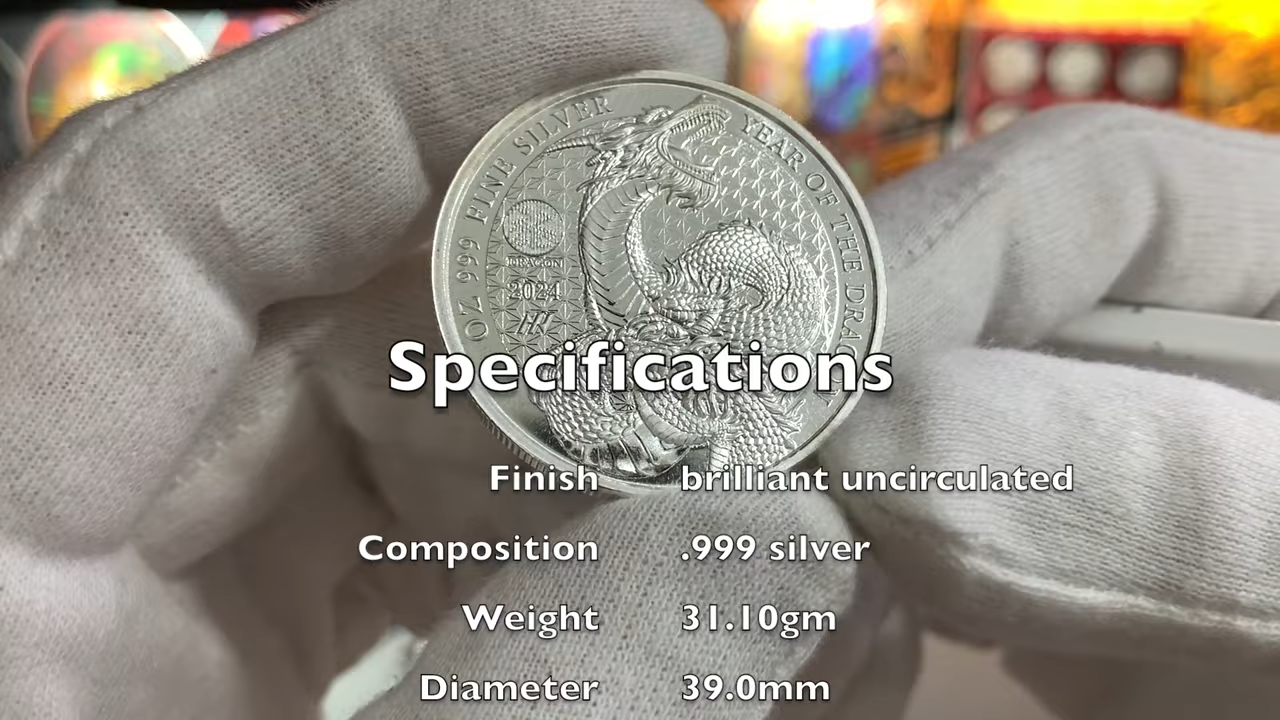 OZ 999 FINE SILVER
YEAR OF THE DRAGON
DRAGON
2024
Specifications
Finish brilliant uncirculated
Composition .999 silver
Weight 31.10gm
Diameter 39.0mm